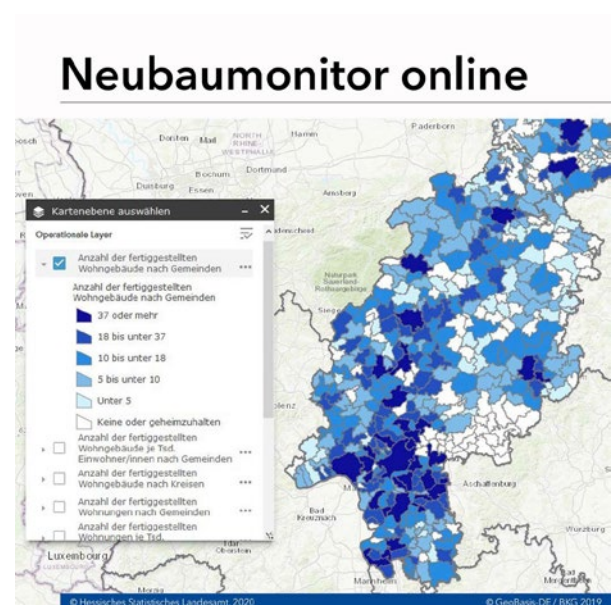 Neubaumonitor online
Paderborn
Dorsten
Marl
NORTH
RHINE-
WESTPHALIA
Hamm
Bochum
Dortmund
Duisburg
Essen
Arnsberg
Kartenebene auswählen
Operationale Layer
Anzahl der fertiggestellten
Wohngebäude nach Gemeinden
Anzahl der fertiggestellten
Wohngebäude nach Gemeinden
37 oder mehr
18 bis unter 37
10 bis unter 18
5 bis unter 10
Unter 5
Keine oder geheimzuhalten
Anzahl der fertiggestellten
Wohngebäude je Tsd.
Einwohner/innen nach Gemeinden
Anzahl der fertiggestellten
Wohngebäude nach Kreisen
Anzahl der fertiggestellten
Wohnungen nach Gemeinden
Anzahl der fertiggestellten
Wohnungen je Tsd.
Naturpark
Sauerland-
Rothaargebirge
Aschaffenburg
Bad
Kreuznach
Würzburg
Idar-
Oberstein
Luxembourg
Mannheim
Bad
Mergentheim
© Hessisches Statistisches Landesamt, 2020
© GeoBasis-DE / BKG 2019